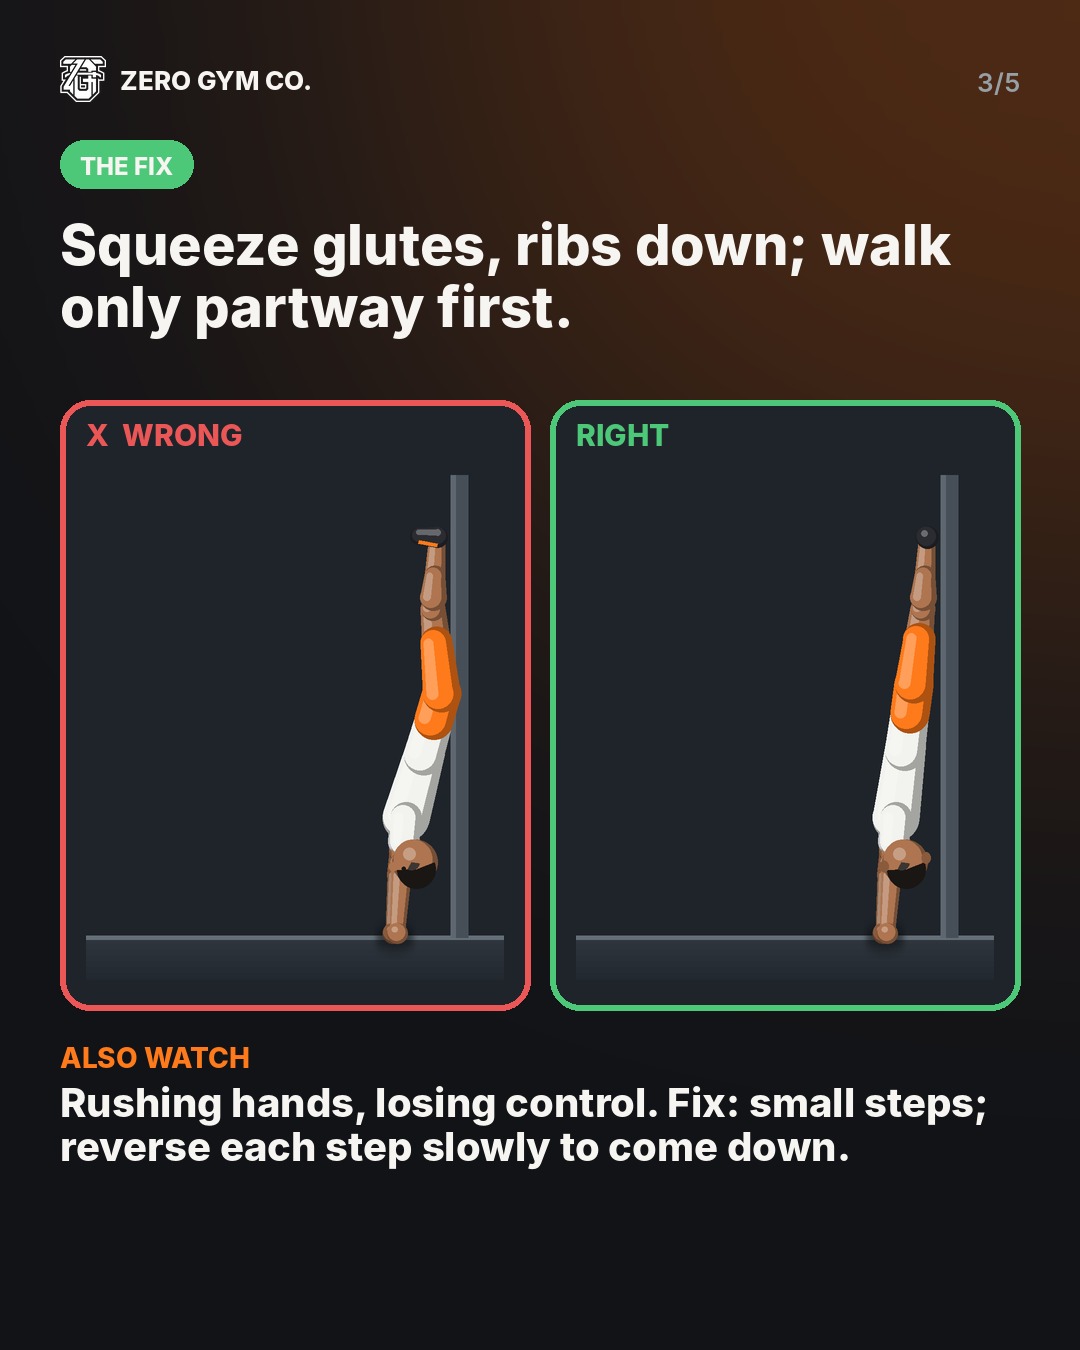 ZERO GYM CO.
3/5
THE FIX
Squeeze glutes, ribs down; walk
only partway first.
X WRONG
RIGHT
ALSO WATCH
Rushing hands, losing control. Fix: small steps;
reverse each step slowly to come down.